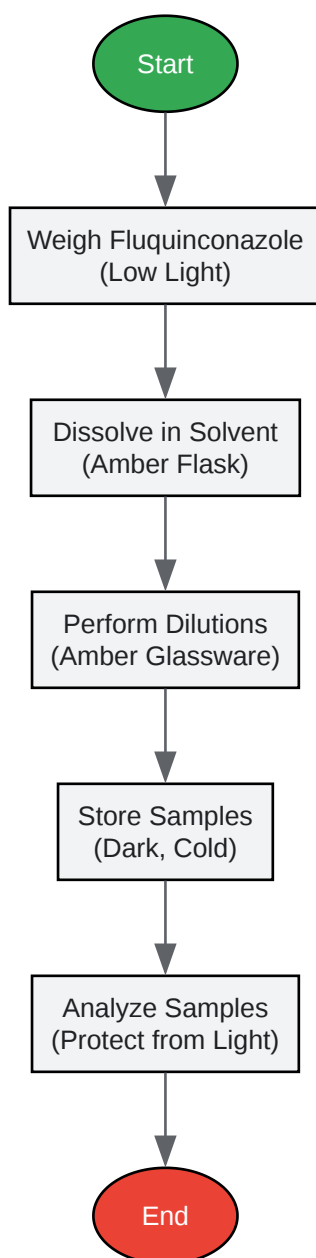 Start
Weigh Fluquinconazole
(Low Light)
Dissolve in Solvent
(Amber Flask)
Perform Dilutions
(Amber Glassware)
Store Samples
(Dark, Cold)
Analyze Samples
(Protect from Light)
End